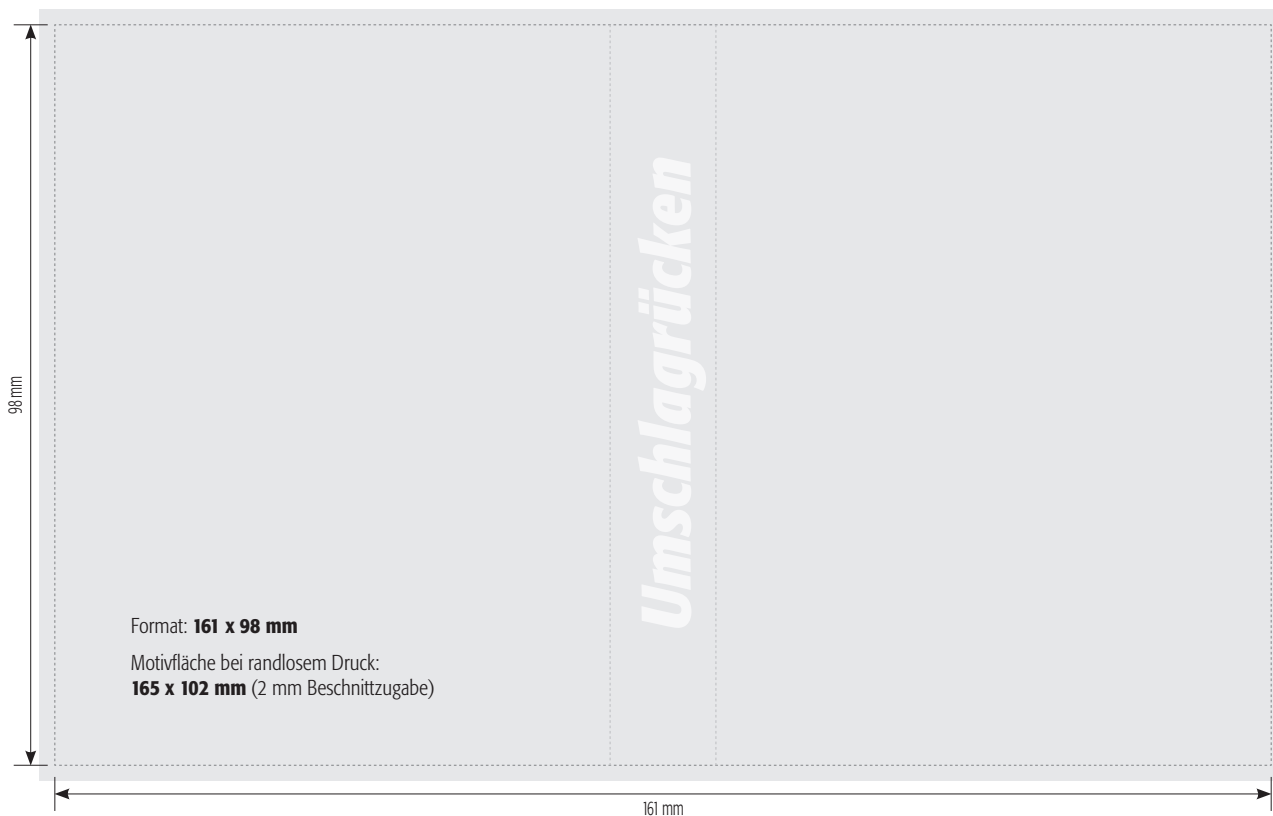 98 mm
Umschlagrücken
Format: 161 x 98 mm
Motivfläche bei randlosem Druck:
165 x 102 mm (2 mm Beschnittzugabe)
161 mm